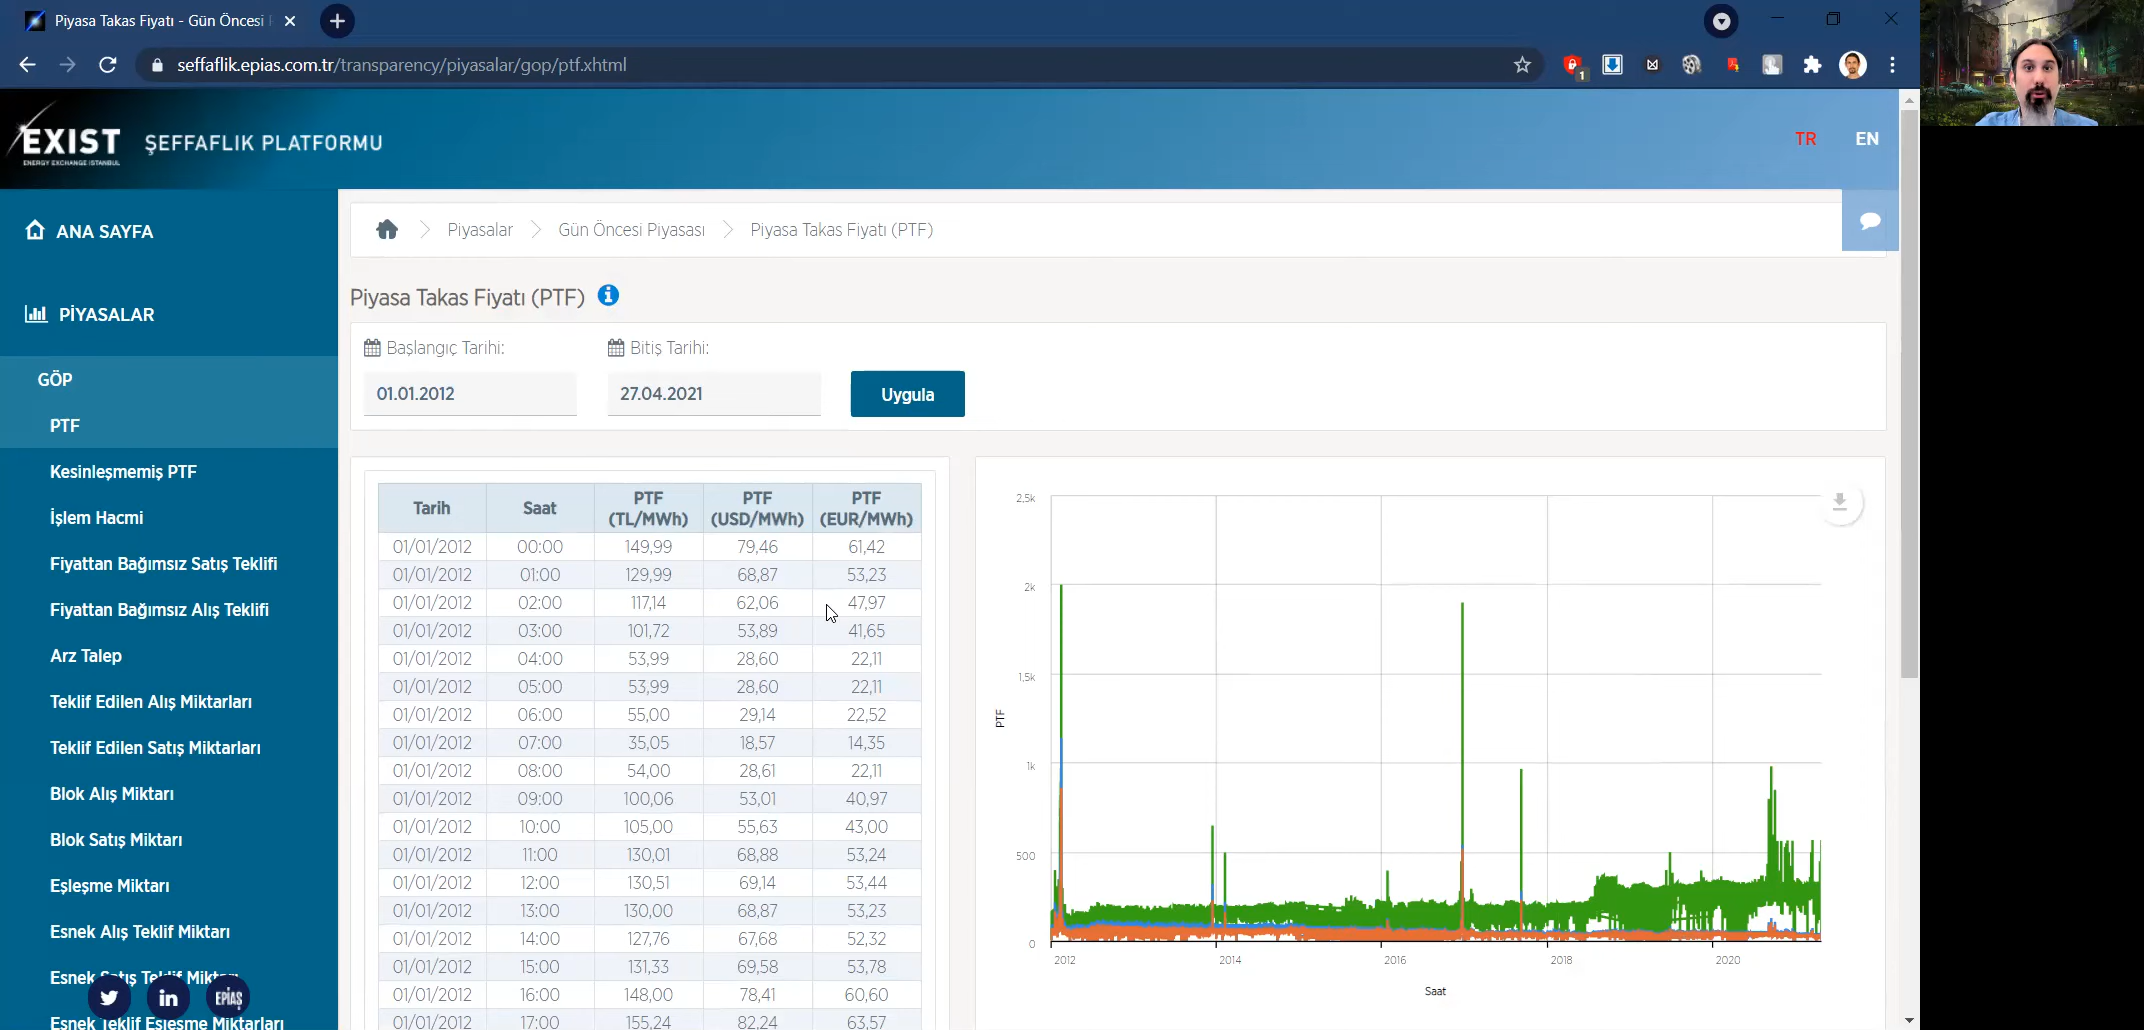 Piyasa Takas Fiyatı - Gün Öncesi
seffaflik.epias.com.tr/transparency/piyasalar/gop/ptf.xhtml
1
EXIST
ENERGY EXCHANGE ISTANBUL
ŞEFFAFLIK PLATFORMU
TR
EN
ANA SAYFA
PİYASALAR
GÖP
PTF
Kesinleşmemiş PTF
İşlem Hacmi
Fiyattan Bağımsız Satış Teklifi
Fiyattan Bağımsız Alış Teklifi
Arz Talep
Teklif Edilen Alış Miktarları
Teklif Edilen Satış Miktarları
Blok Alış Miktarı
Blok Satış Miktarı
Eşleşme Miktarı
Esnek Alış Teklif Miktarı
Esnek Satış Teklif Miktarı
EPİAŞ
Esnek Teklif Eşleşme Miktarları
Piyasalar
Gün Öncesi Piyasası
Piyasa Takas Fiyatı (PTF)
Piyasa Takas Fiyatı (PTF)
Başlangıç Tarihi:
Bitiş Tarihi:
01.01.2012
27.04.2021
Uygula
Tarih Saat PTF (TL/MWh) PTF (USD/MWh) PTF (EUR/MWh)
01/01/2012 00:00 149,99 79,46 61,42
01/01/2012 01:00 129,99 68,87 53,23
01/01/2012 02:00 117,14 62,06 47,97
01/01/2012 03:00 101,72 53,89 41,65
01/01/2012 04:00 53,99 28,60 22,11
01/01/2012 05:00 53,99 28,60 22,11
01/01/2012 06:00 55,00 29,14 22,52
01/01/2012 07:00 35,05 18,57 14,35
01/01/2012 08:00 54,00 28,61 22,11
01/01/2012 09:00 100,06 53,01 40,97
01/01/2012 10:00 105,00 55,63 43,00
01/01/2012 11:00 130,01 68,88 53,24
01/01/2012 12:00 130,51 69,14 53,44
01/01/2012 13:00 130,00 68,87 53,23
01/01/2012 14:00 127,76 67,68 52,32
01/01/2012 15:00 131,33 69,58 53,78
01/01/2012 16:00 148,00 78,41 60,60
01/01/2012 17:00 155,24 82,24 63,57
2,5k
2k
1,5k
1k
500
0
PTF
2012 2014 2016 2018 2020
Saat